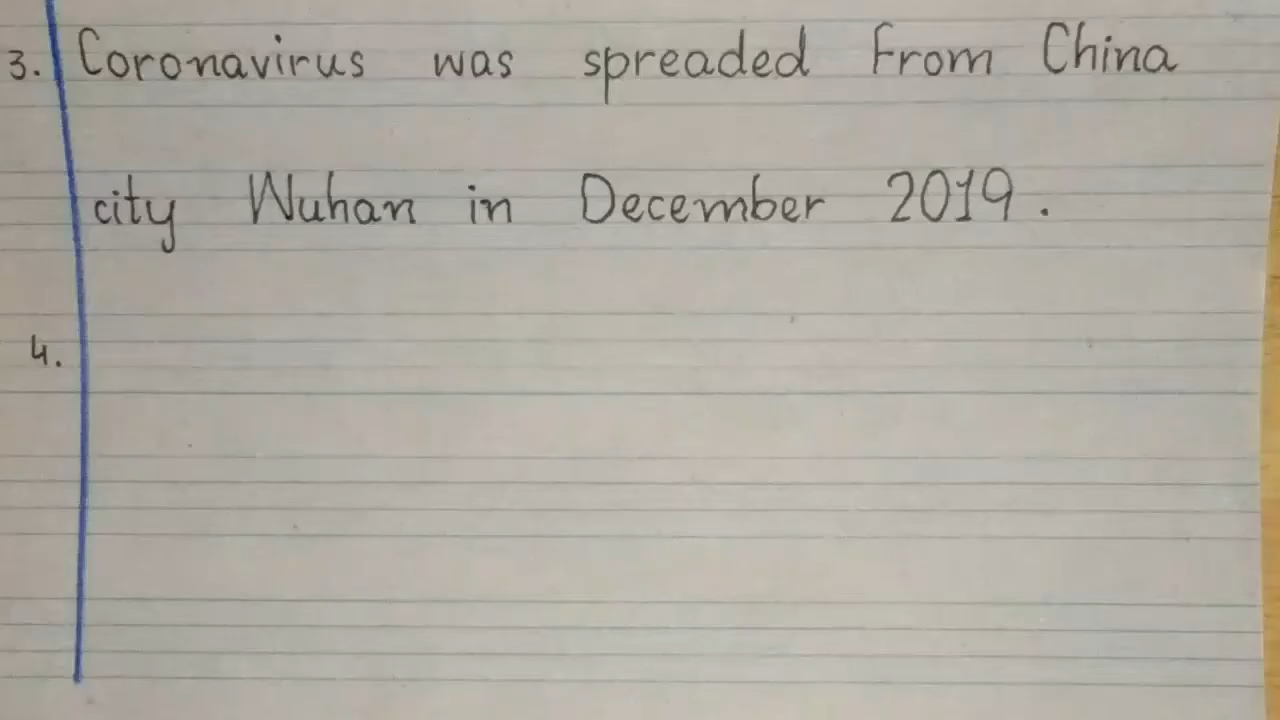 3. Coronavirus was spreaded From China
city Wuhan in December 2019.
4.